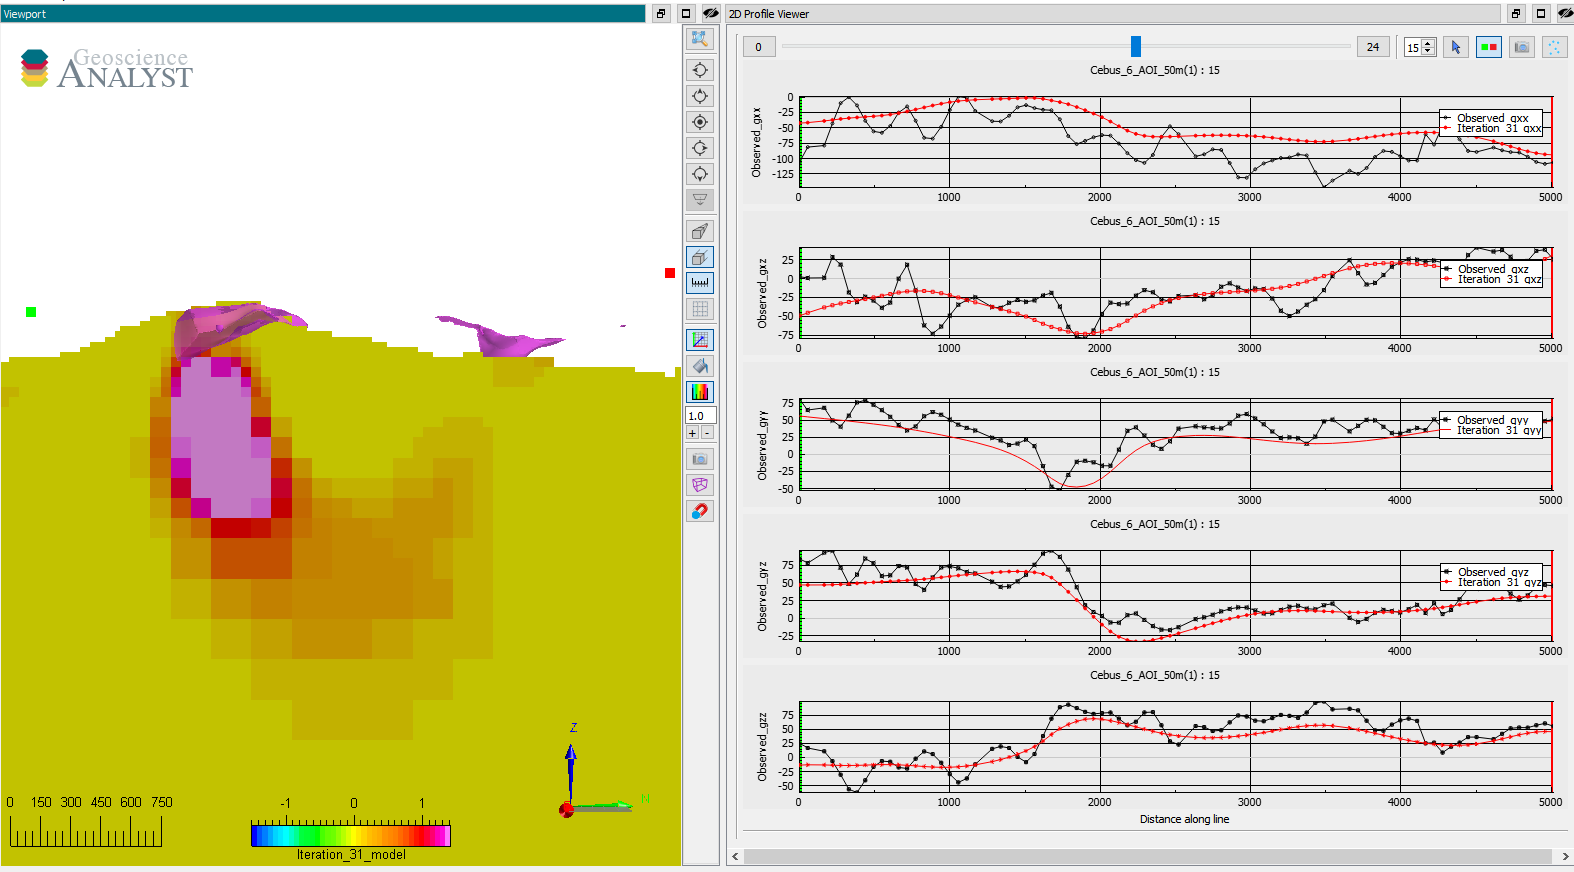 Viewport
Geoscience
ANALYST
1.0
+ -
Z
N
0 150 300 450 600 750
-1 0 1
Iteration_31_model
2D Profile Viewer
0 24 15
Cebus_6_AOI_50m(1) : 15
Observed_gxx
0
-25
-50
-75
-100
-125
Observed_gxx
Iteration_31_gxx
0 1000 2000 3000 4000 5000
Cebus_6_AOI_50m(1) : 15
Observed_gxz
25
0
-25
-50
-75
Observed_gxz
Iteration_31_gxz
0 1000 2000 3000 4000 5000
Cebus_6_AOI_50m(1) : 15
Observed_gyy
75
50
25
0
-25
-50
Observed_gyy
Iteration_31_gyy
0 1000 2000 3000 4000 5000
Cebus_6_AOI_50m(1) : 15
Observed_gyz
75
50
25
0
-25
Observed_gyz
Iteration_31_gyz
0 1000 2000 3000 4000 5000
Cebus_6_AOI_50m(1) : 15
Observed_gzz
75
50
25
0
-25
-50
0 1000 2000 3000 4000 5000
Distance along line